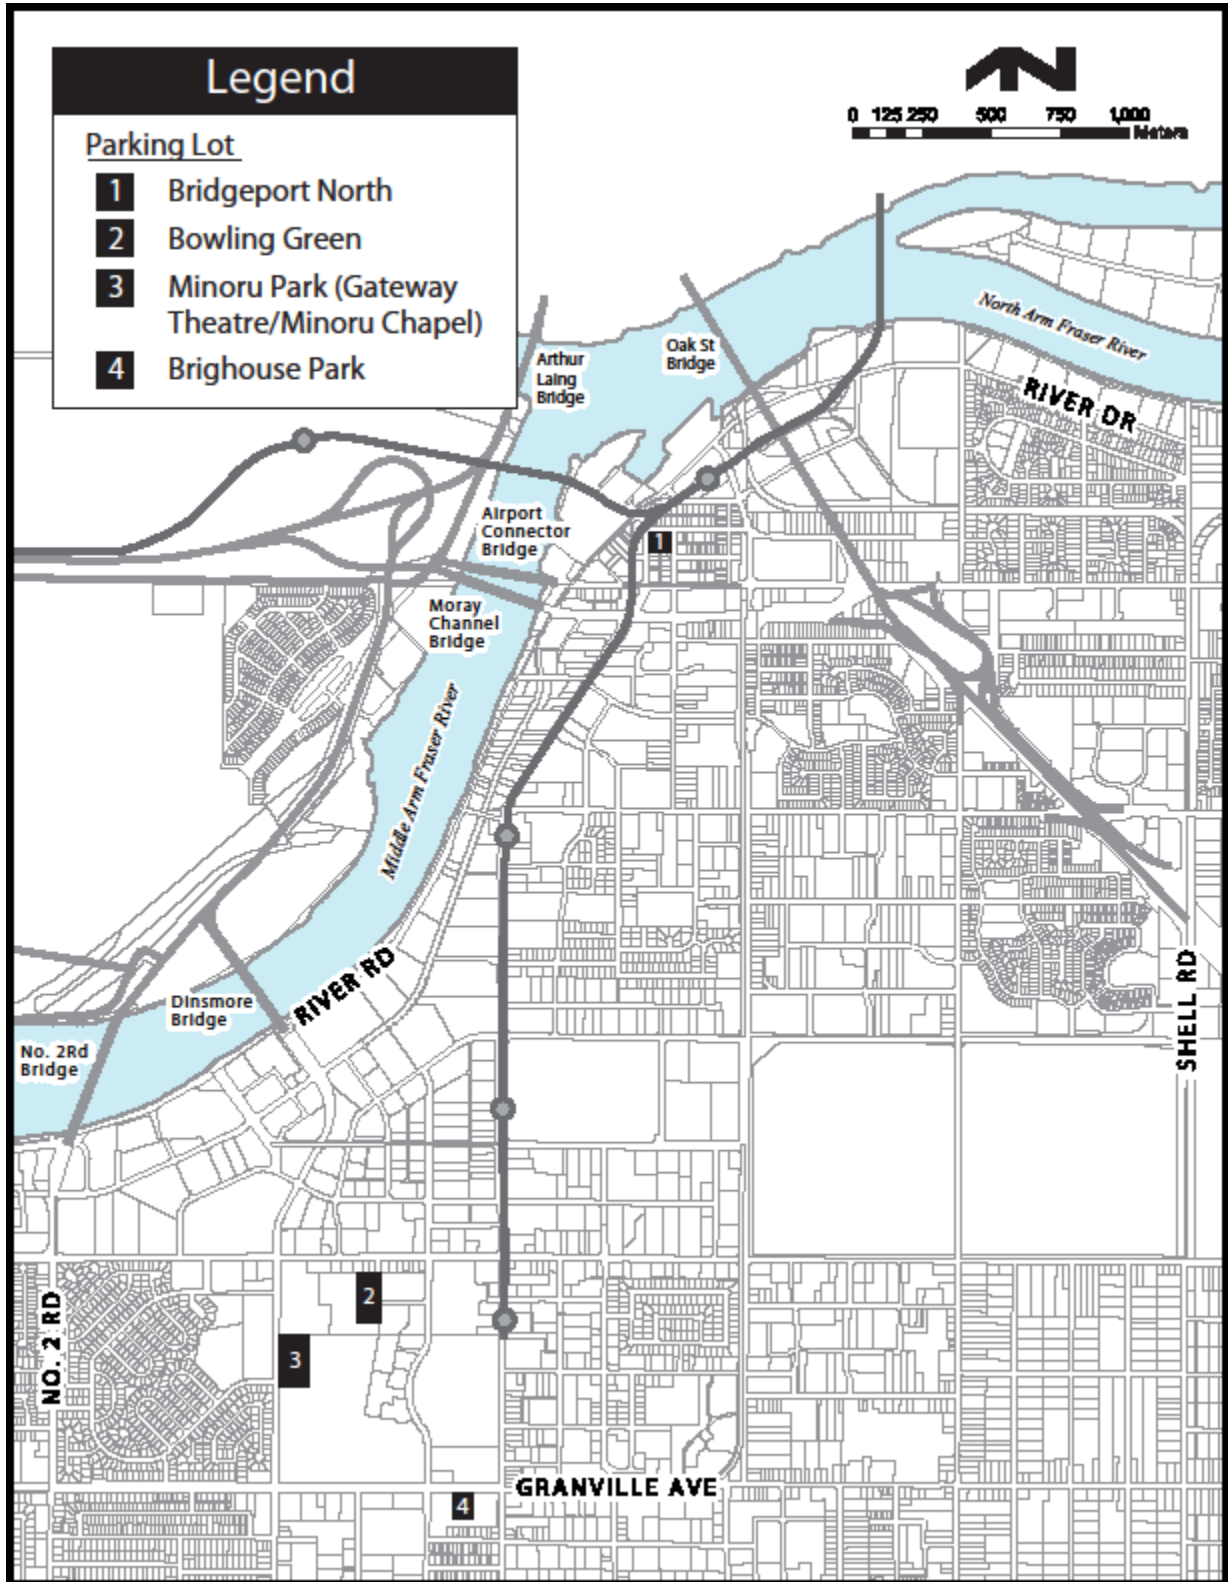 Legend
Parking Lot
1 Bridgeport North
2 Bowling Green
3 Minoru Park (Gateway
Theatre/Minoru Chapel)
4 Brighouse Park
N
0 125 250 500 750 1,000
Meters
North Arm Fraser River
Oak St
Bridge
Arthur
Laing
Bridge
RIVER DR
Airport
Connector
Bridge
1
Moray
Channel
Bridge
Middle Arm Fraser River
RIVER RD
SHELL RD
Dinsmore
Bridge
No. 2Rd
Bridge
2
NO. 2 RD
3
GRANVILLE AVE
4